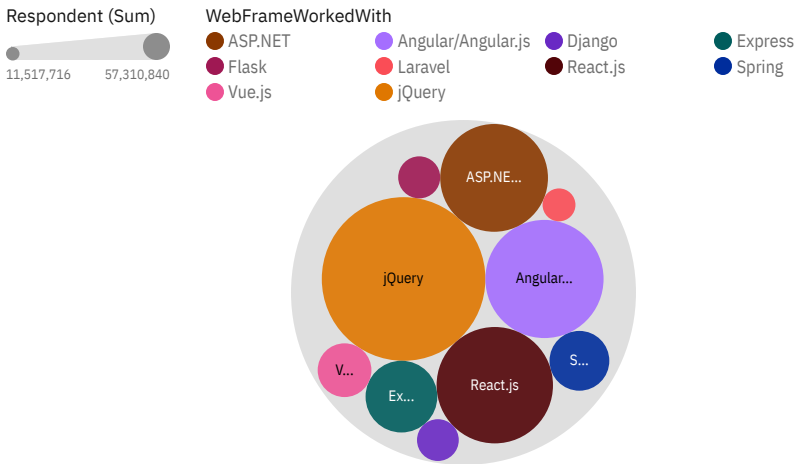 Respondent (Sum)
11,517,716 57,310,840
WebFrameWorkedWith
ASP.NET Angular/Angular.js Django Express
Flask Laravel React.js Spring
Vue.js jQuery
ASP.NE...
jQuery
Angular...
S...
V...
Ex...
React.js